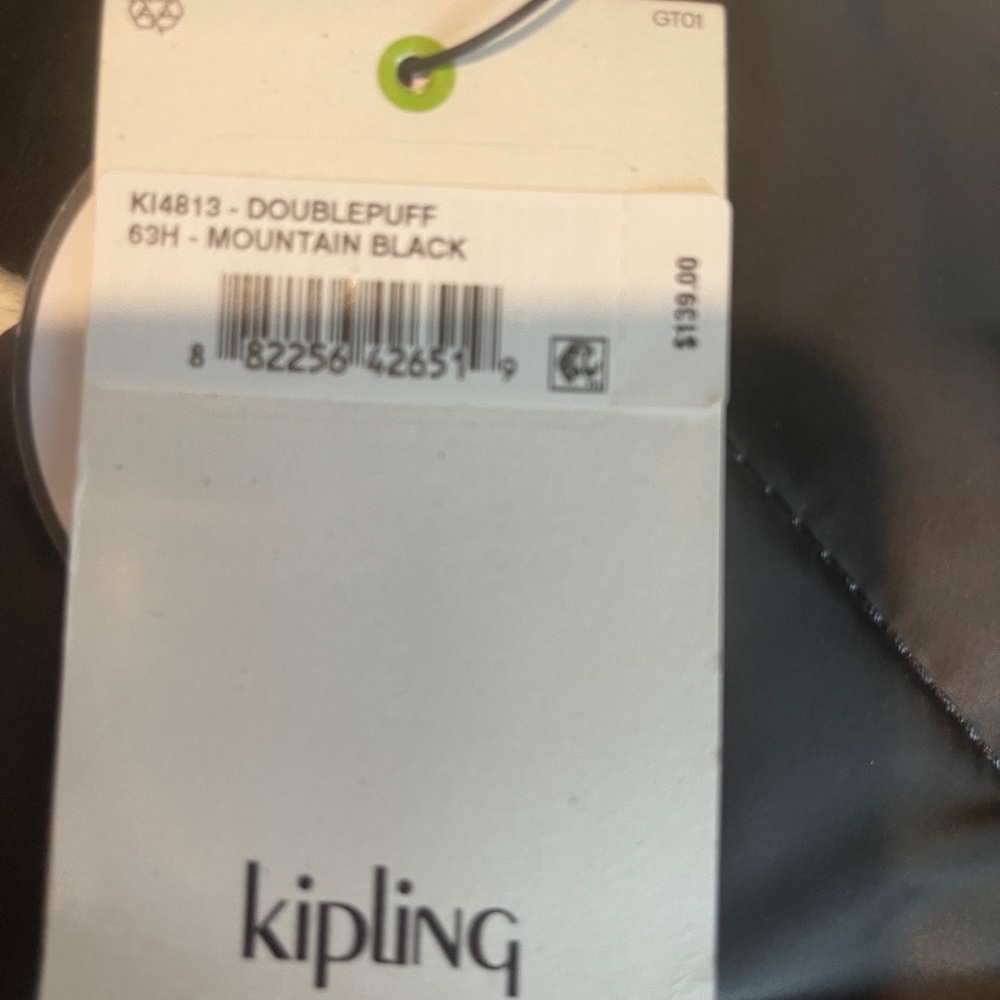 GT01
KI4813 - DOUBLEPUFF
63H - MOUNTAIN BLACK
$139.00
8 82256 42651 9
kipling